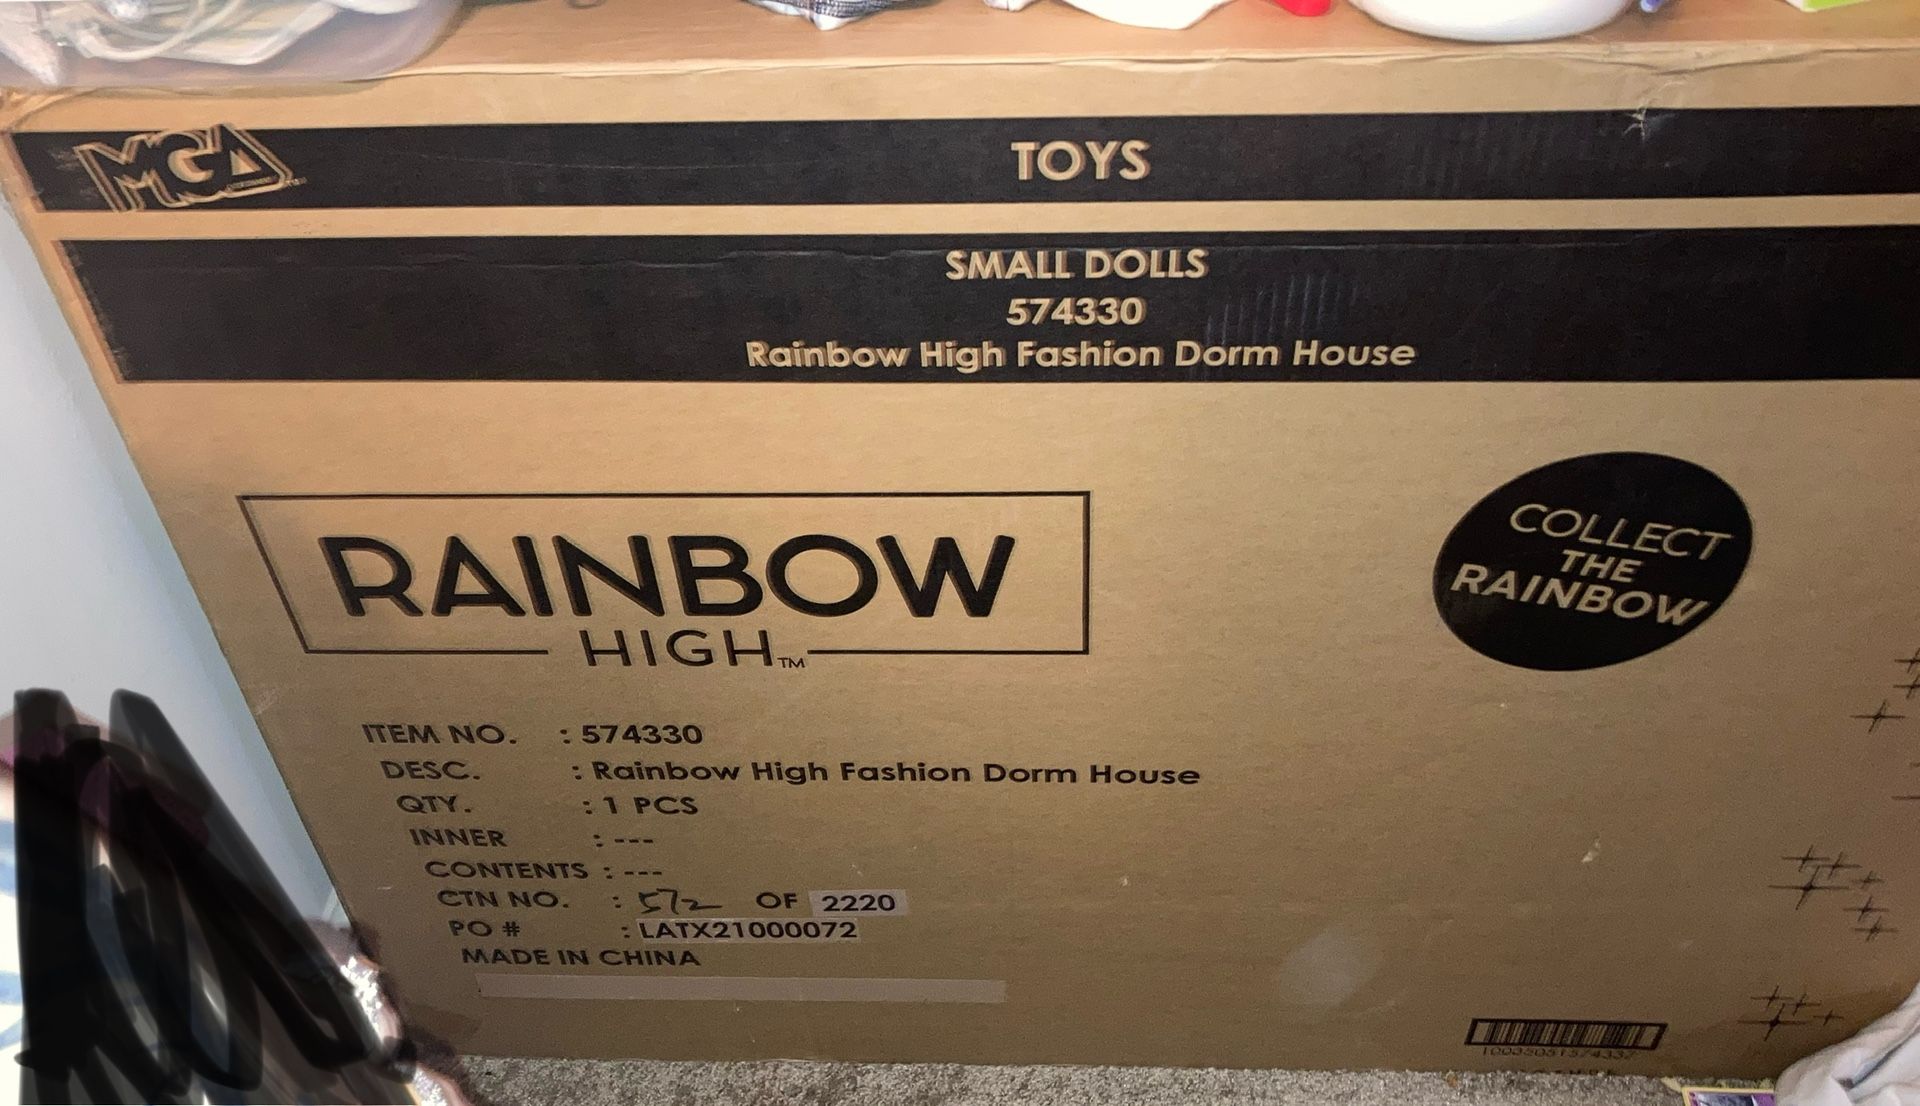 MGA
TOYS
SMALL DOLLS
574330
Rainbow High Fashion Dorm House
RAINBOW
HIGH™
COLLECT
THE
RAINBOW
ITEM NO. : 574330
DESC. : Rainbow High Fashion Dorm House
QTY. : 1 PCS
INNER : ---
CONTENTS : ---
CTN NO. : 572 OF 2220
PO # : LATX21000072
MADE IN CHINA